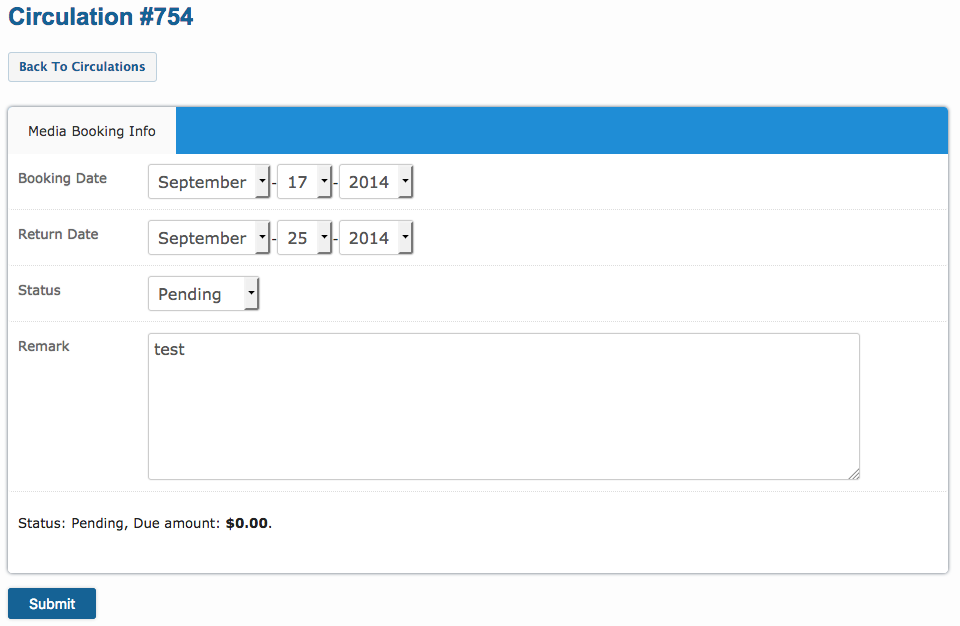 Circulation #754
Back To Circulations
Media Booking Info
Booking Date September - 17 - 2014
Return Date September - 25 - 2014
Status Pending
Remark test
Status: Pending, Due amount: $0.00.
Submit